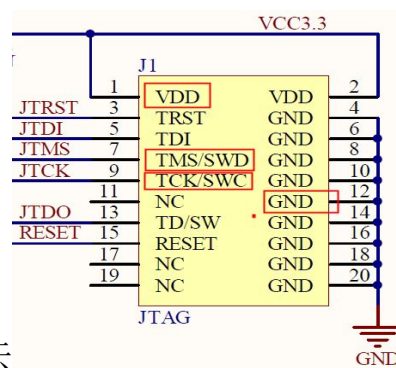 VCC3.3
J1
1 VDD VDD 2
JTRST 3 TRST GND 4
JTDI 5 TDI GND 6
JTMS 7 TMS/SWD GND 8
JTCK 9 TCK/SWC GND 10
11 NC GND 12
JTDO 13 TD/SW GND 14
RESET 15 RESET GND 16
17 NC GND 18
19 NC GND 20
JTAG
GND